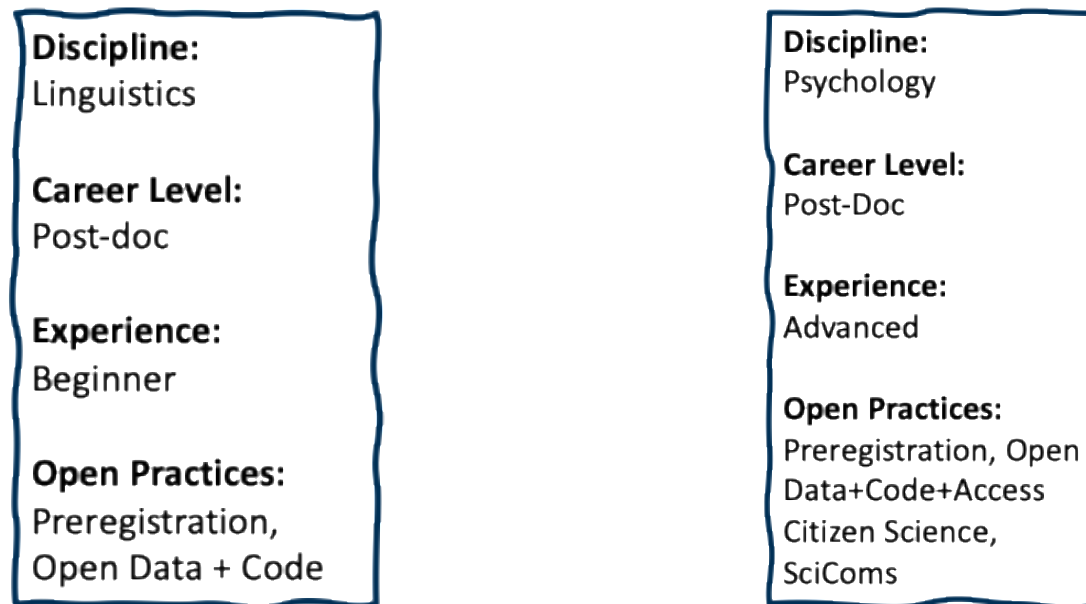 Discipline:
Linguistics
Career Level:
Post-doc
Experience:
Beginner
Open Practices:
Preregistration,
Open Data + Code
Discipline:
Psychology
Career Level:
Post-Doc
Experience:
Advanced
Open Practices:
Preregistration, Open
Data+Code+Access
Citizen Science,
SciComs